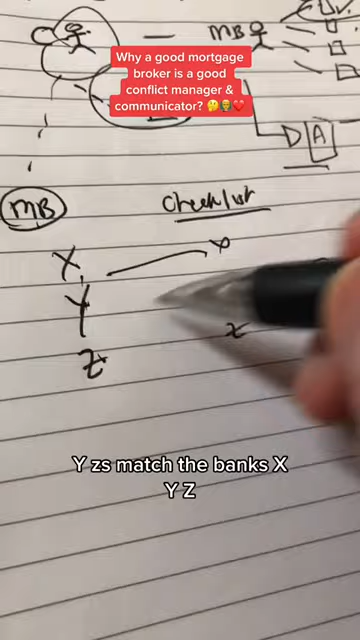 MB
Why a good mortgage
broker is a good
conflict manager &
communicator? 🤔🤷‍♂️❤️
D A
MB
Checklist
X
Y
Z
z
Y zs match the banks X
Y Z